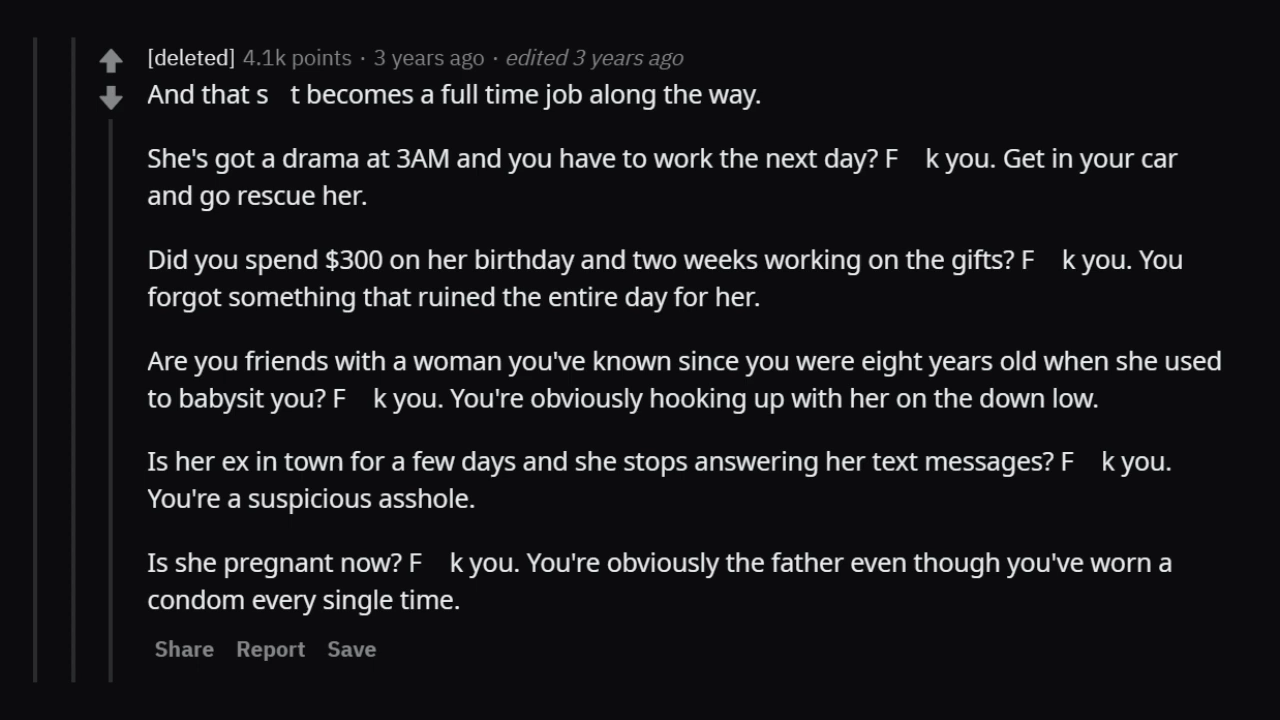 [deleted] 4.1k points · 3 years ago · edited 3 years ago
And that s t becomes a full time job along the way.
She's got a drama at 3AM and you have to work the next day? F k you. Get in your car
and go rescue her.
Did you spend $300 on her birthday and two weeks working on the gifts? F k you. You
forgot something that ruined the entire day for her.
Are you friends with a woman you've known since you were eight years old when she used
to babysit you? F k you. You're obviously hooking up with her on the down low.
Is her ex in town for a few days and she stops answering her text messages? F k you.
You're a suspicious asshole.
Is she pregnant now? F k you. You're obviously the father even though you've worn a
condom every single time.
Share Report Save